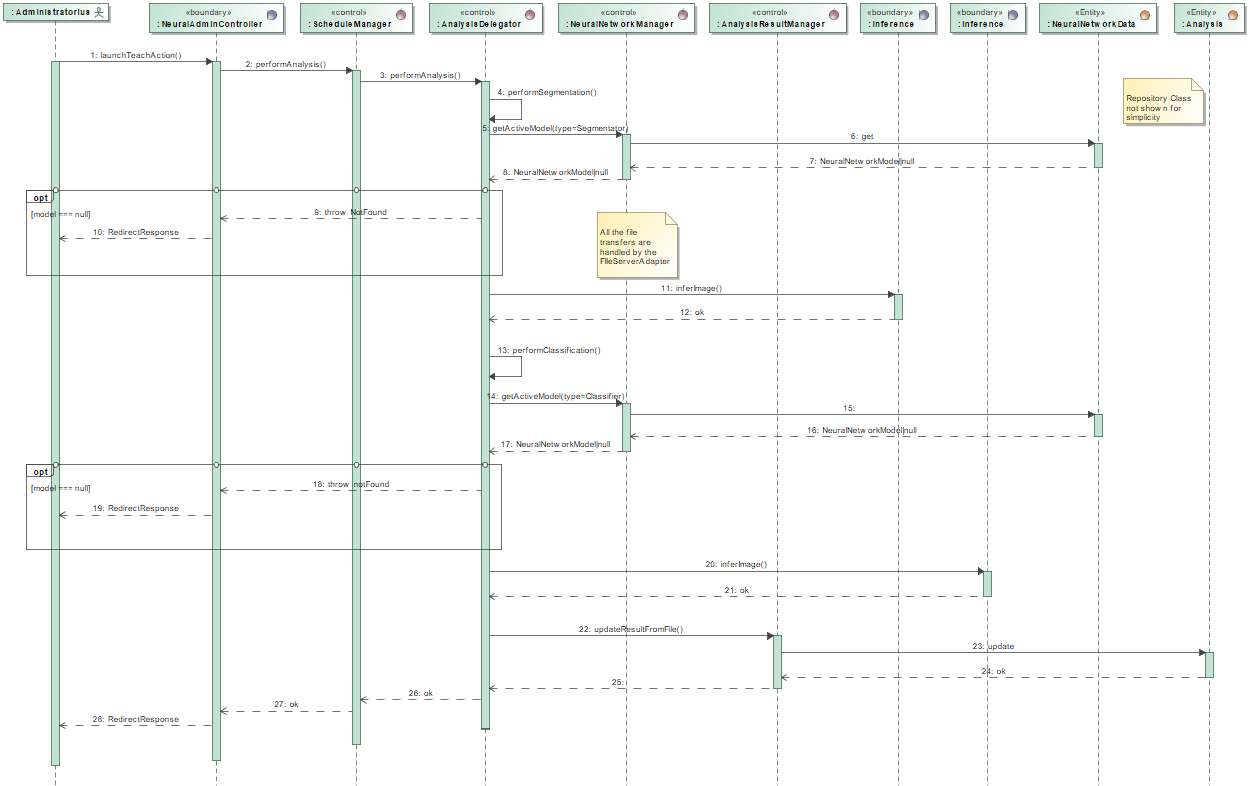 : Administratorius
«boundary»
: NeuralAdminController
«control»
: ScheduleManager
«control»
: AnalysisDelegator
«control»
: NeuralNetworkManager
«control»
: AnalysisResultManager
«boundary»
: Inference
«boundary»
: Inference
«Entity»
: NeuralNetworkData
«Entity»
: Analysis
1: launchTeachAction()
2: performAnalysis()
3: performAnalysis()
4: performSegmentation()
Repository Class
not shown for
simplicity
5: getActiveModel(type=Segmentator)
6: get
7: NeuralNetworkModel|null
8: NeuralNetworkModel|null
opt
[model === null]
9: throw NotFound
10: RedirectResponse
All the file
transfers are
handled by the
FileServerAdapter
11: inferImage()
12: ok
13: performClassification()
14: getActiveModel(type=Classifier)
15:
16: NeuralNetworkModel|null
17: NeuralNetworkModel|null
opt
[model === null]
18: throw notFound
19: RedirectResponse
20: inferImage()
21: ok
22: updateResultFromFile()
23: update
24: ok
25:
26: ok
27: ok
28: RedirectResponse